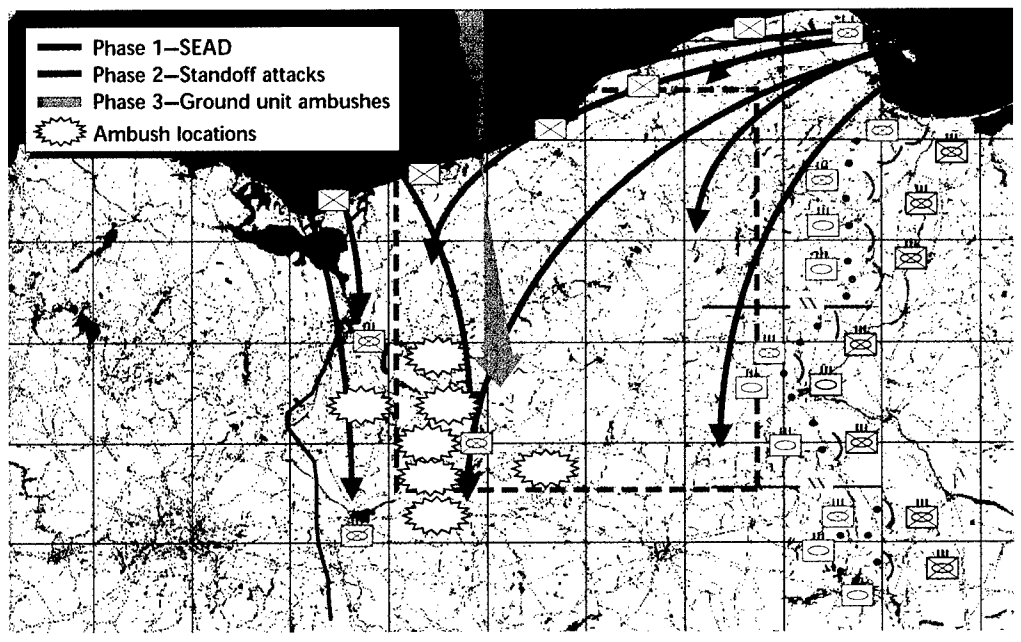 Phase 1—SEAD
Phase 2—Standoff attacks
Phase 3—Ground unit ambushes
Ambush locations